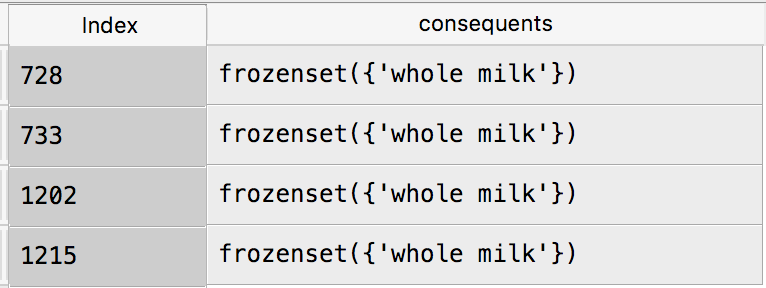 Index consequents
728 frozenset({'whole milk'})
733 frozenset({'whole milk'})
1202 frozenset({'whole milk'})
1215 frozenset({'whole milk'})